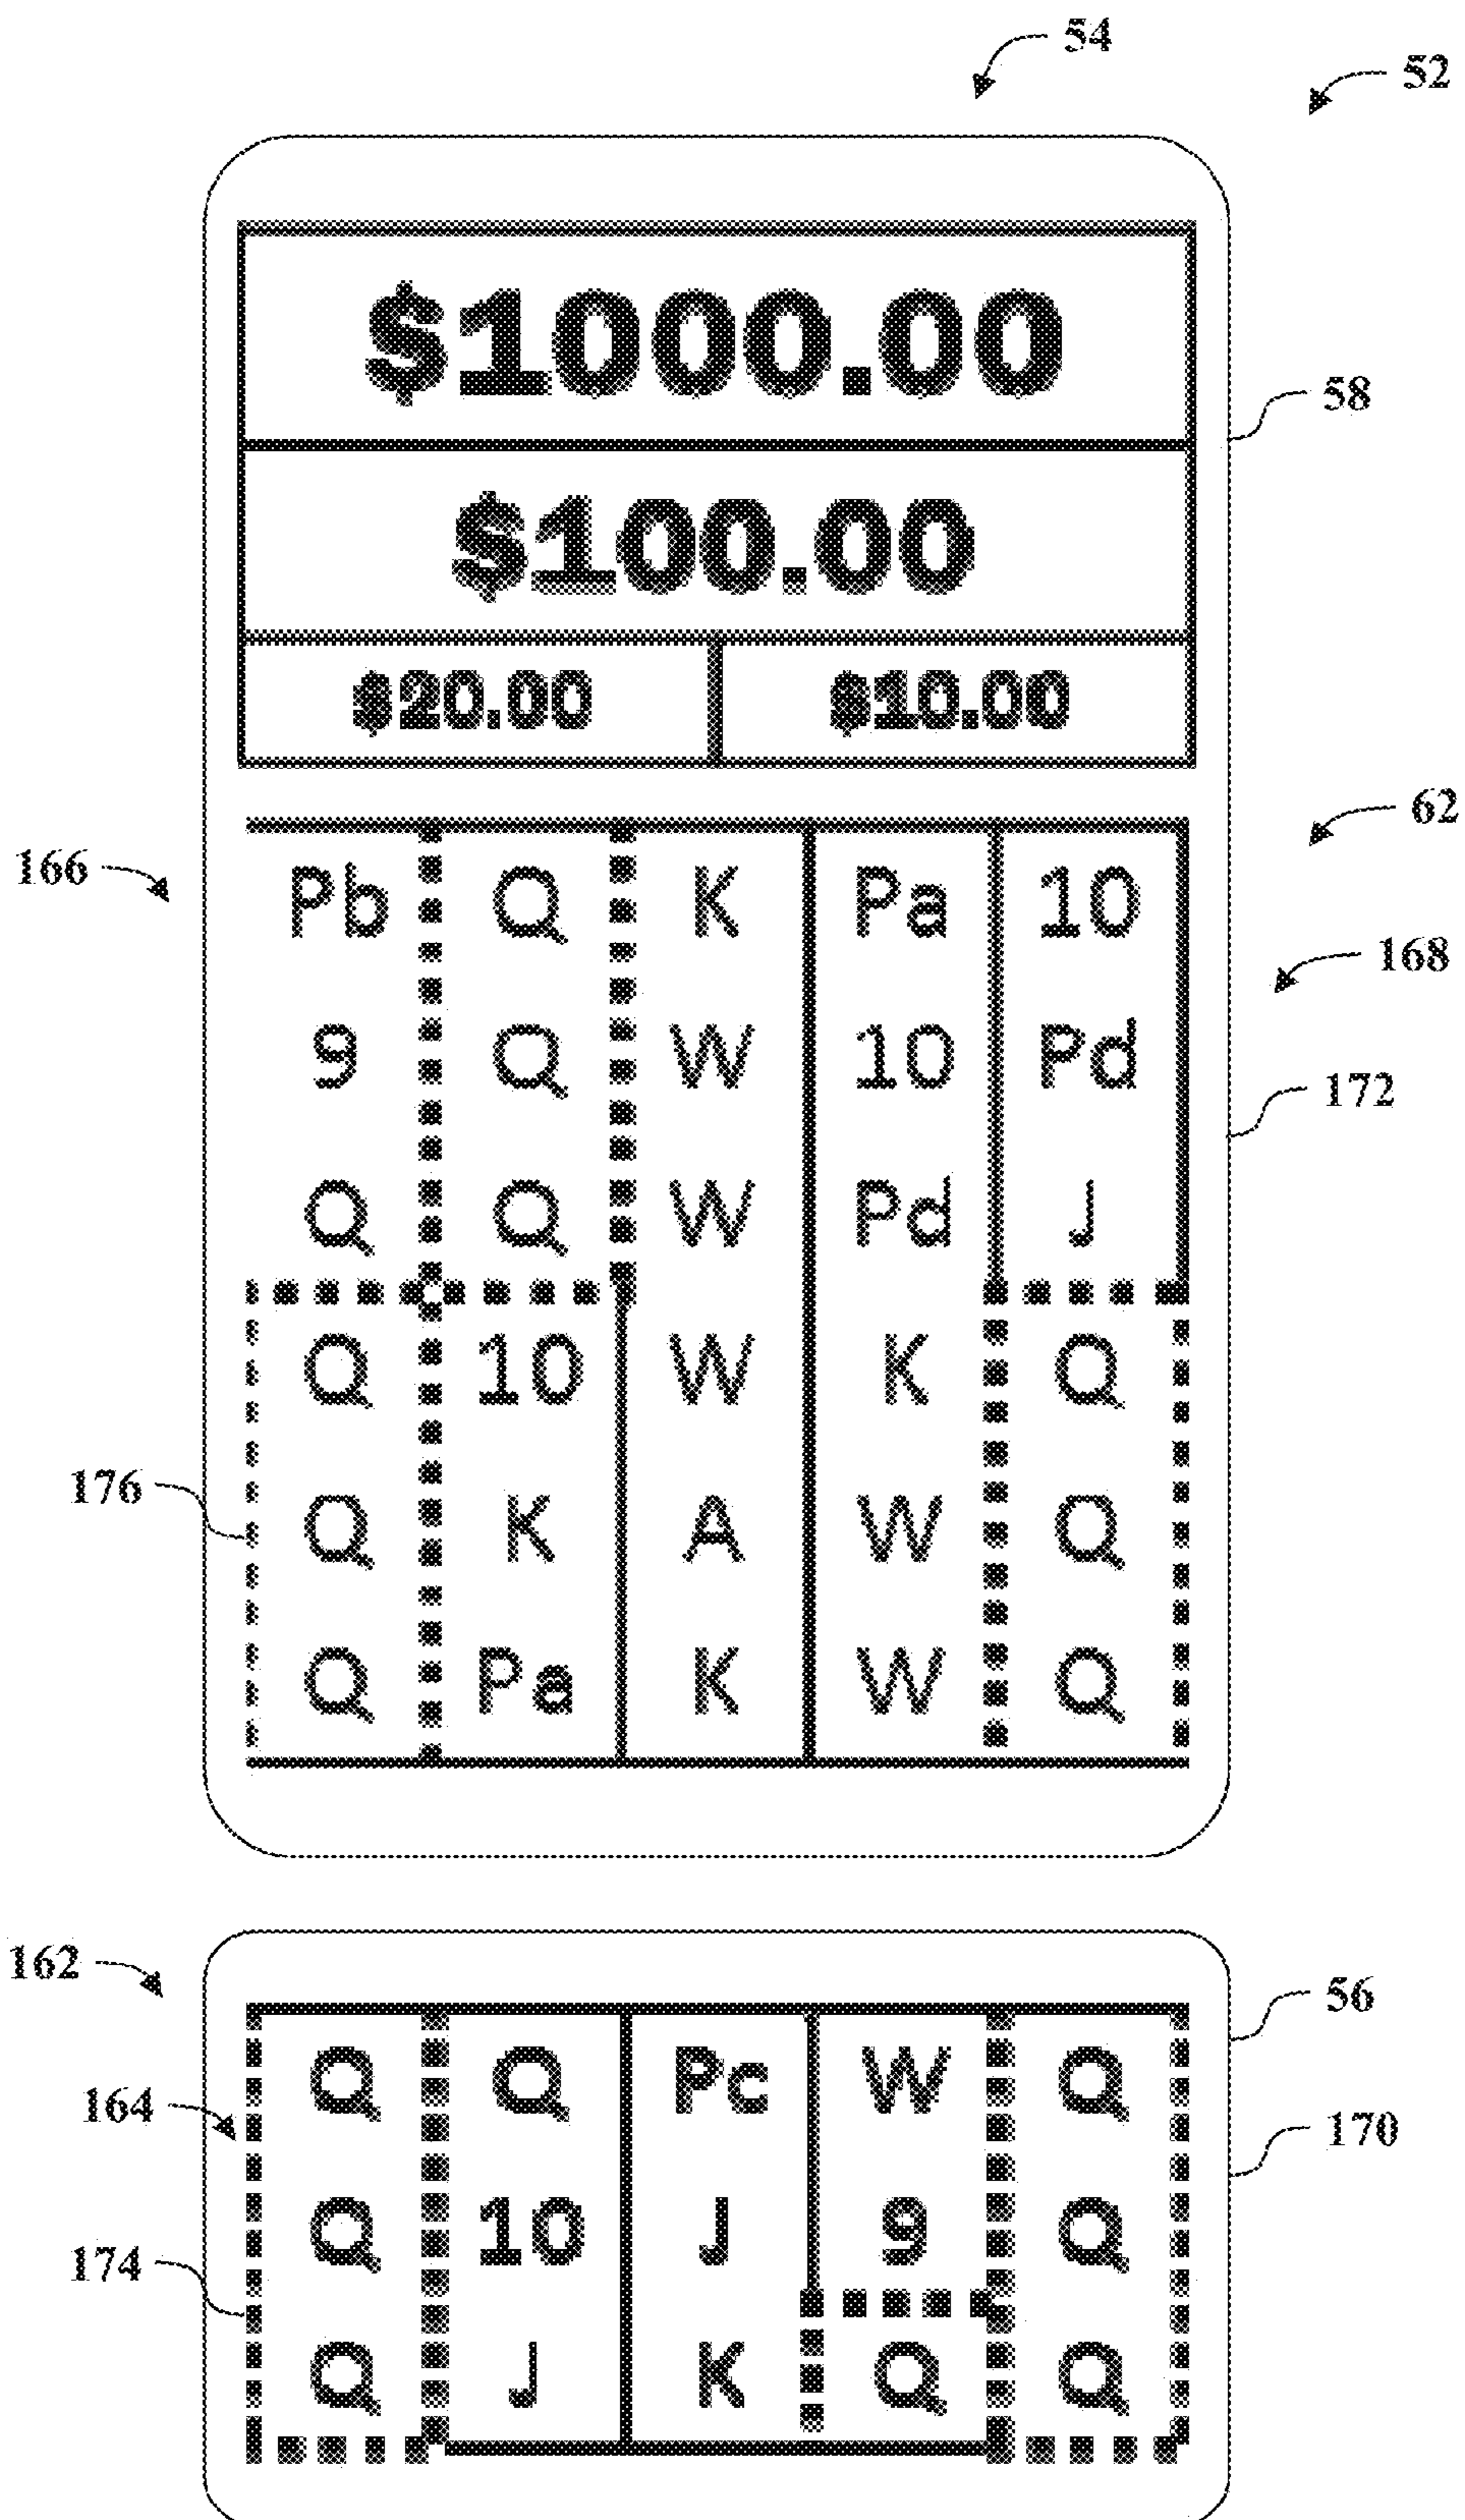 54
52
$1000.00
58
$100.00
$20.00 $10.00
62
166
Pb Q K Pa 10
168
9 Q W 10 Pd
172
Q Q W Pd J
Q 10 W K Q
176
Q K A W Q
Q Pa K W Q
162
56
Q Q Pc W Q
164
170
Q 10 J 9 Q
174
Q J K Q Q